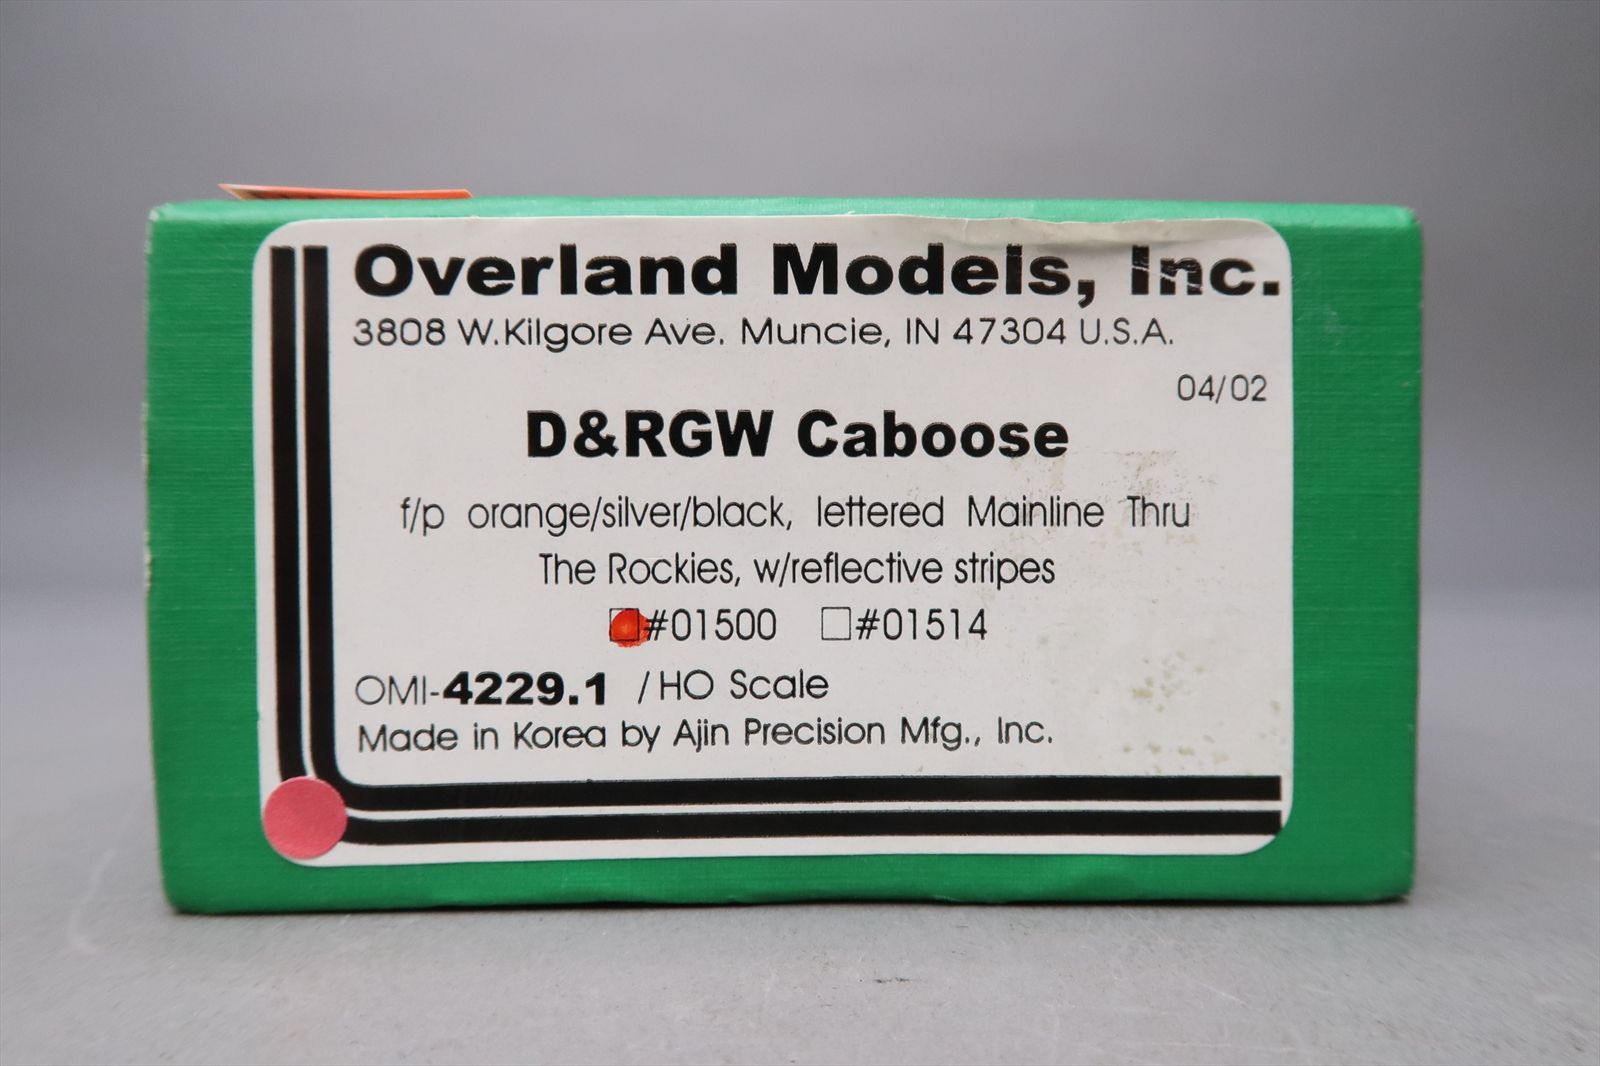 Overland Models, Inc.
3808 W.Kilgore Ave. Muncie, IN 47304 U.S.A.
04/02
D&RGW Caboose
f/p orange/silver/black, lettered Mainline Thru
The Rockies, w/reflective stripes
#01500 #01514
OMI-4229.1 /HO Scale
Made in Korea by Ajin Precision Mfg., Inc.